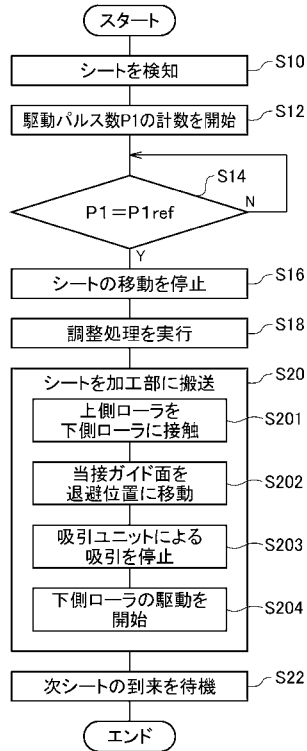 スタート
シートを検知
S10
駆動パルス数P1の計数を開始
S12
P1=P1ref
S14
N
Y
シートの移動を停止
S16
調整処理を実行
S18
シートを加工部に搬送
S20
上側ローラを
下側ローラに接触
S201
当接ガイド面を
退避位置に移動
S202
吸引ユニットによる
吸引を停止
S203
下側ローラの駆動を
開始
S204
次シートの到来を待機
S22
エンド